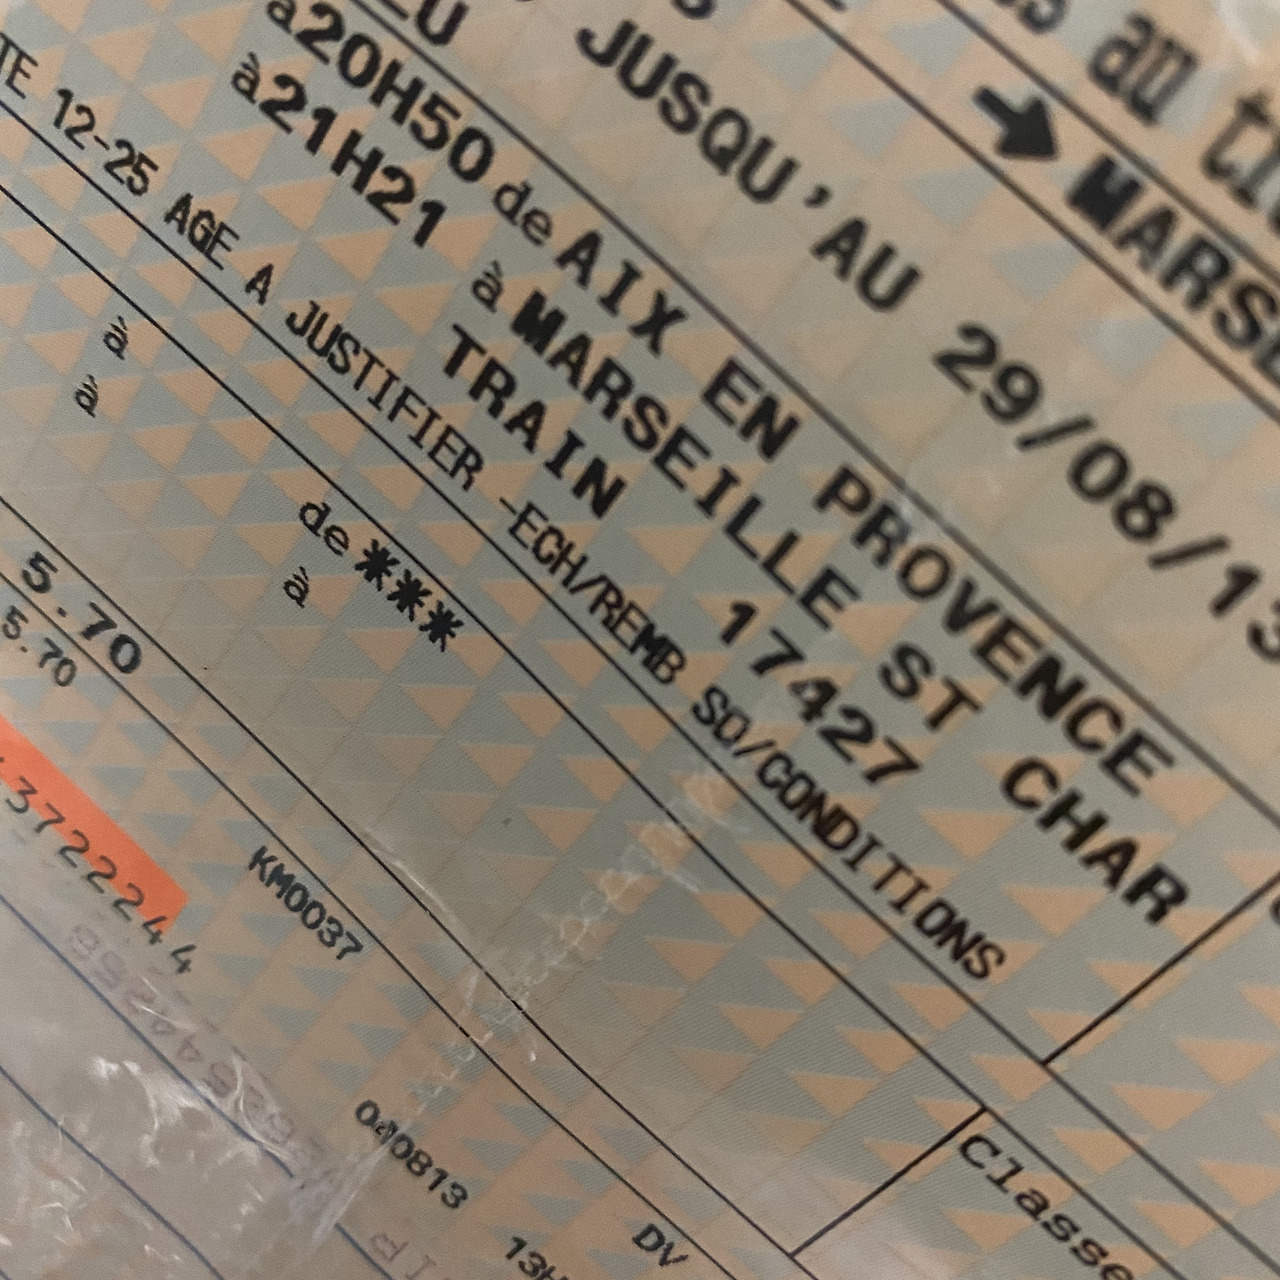 au
→ MARSE
JUSQU'AU 29/08/13
à20H50 de AIX EN PROVENCE
à21H21 à MARSEILLE ST CHAR
TRAIN 17427
TE 12-25 AGE A JUSTIFIER -ECH/REMB SO/CONDITIONS
à de ***
à à
Classe
5.70
5.70
KM0037
3722244
040813
DV
13H